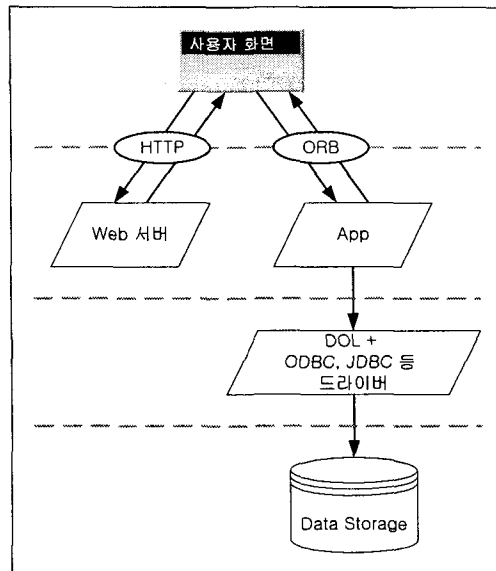 사용자 화면
HTTP
ORB
Web 서버
App
DOL +
ODBC, JDBC 등
드라이버
Data Storage